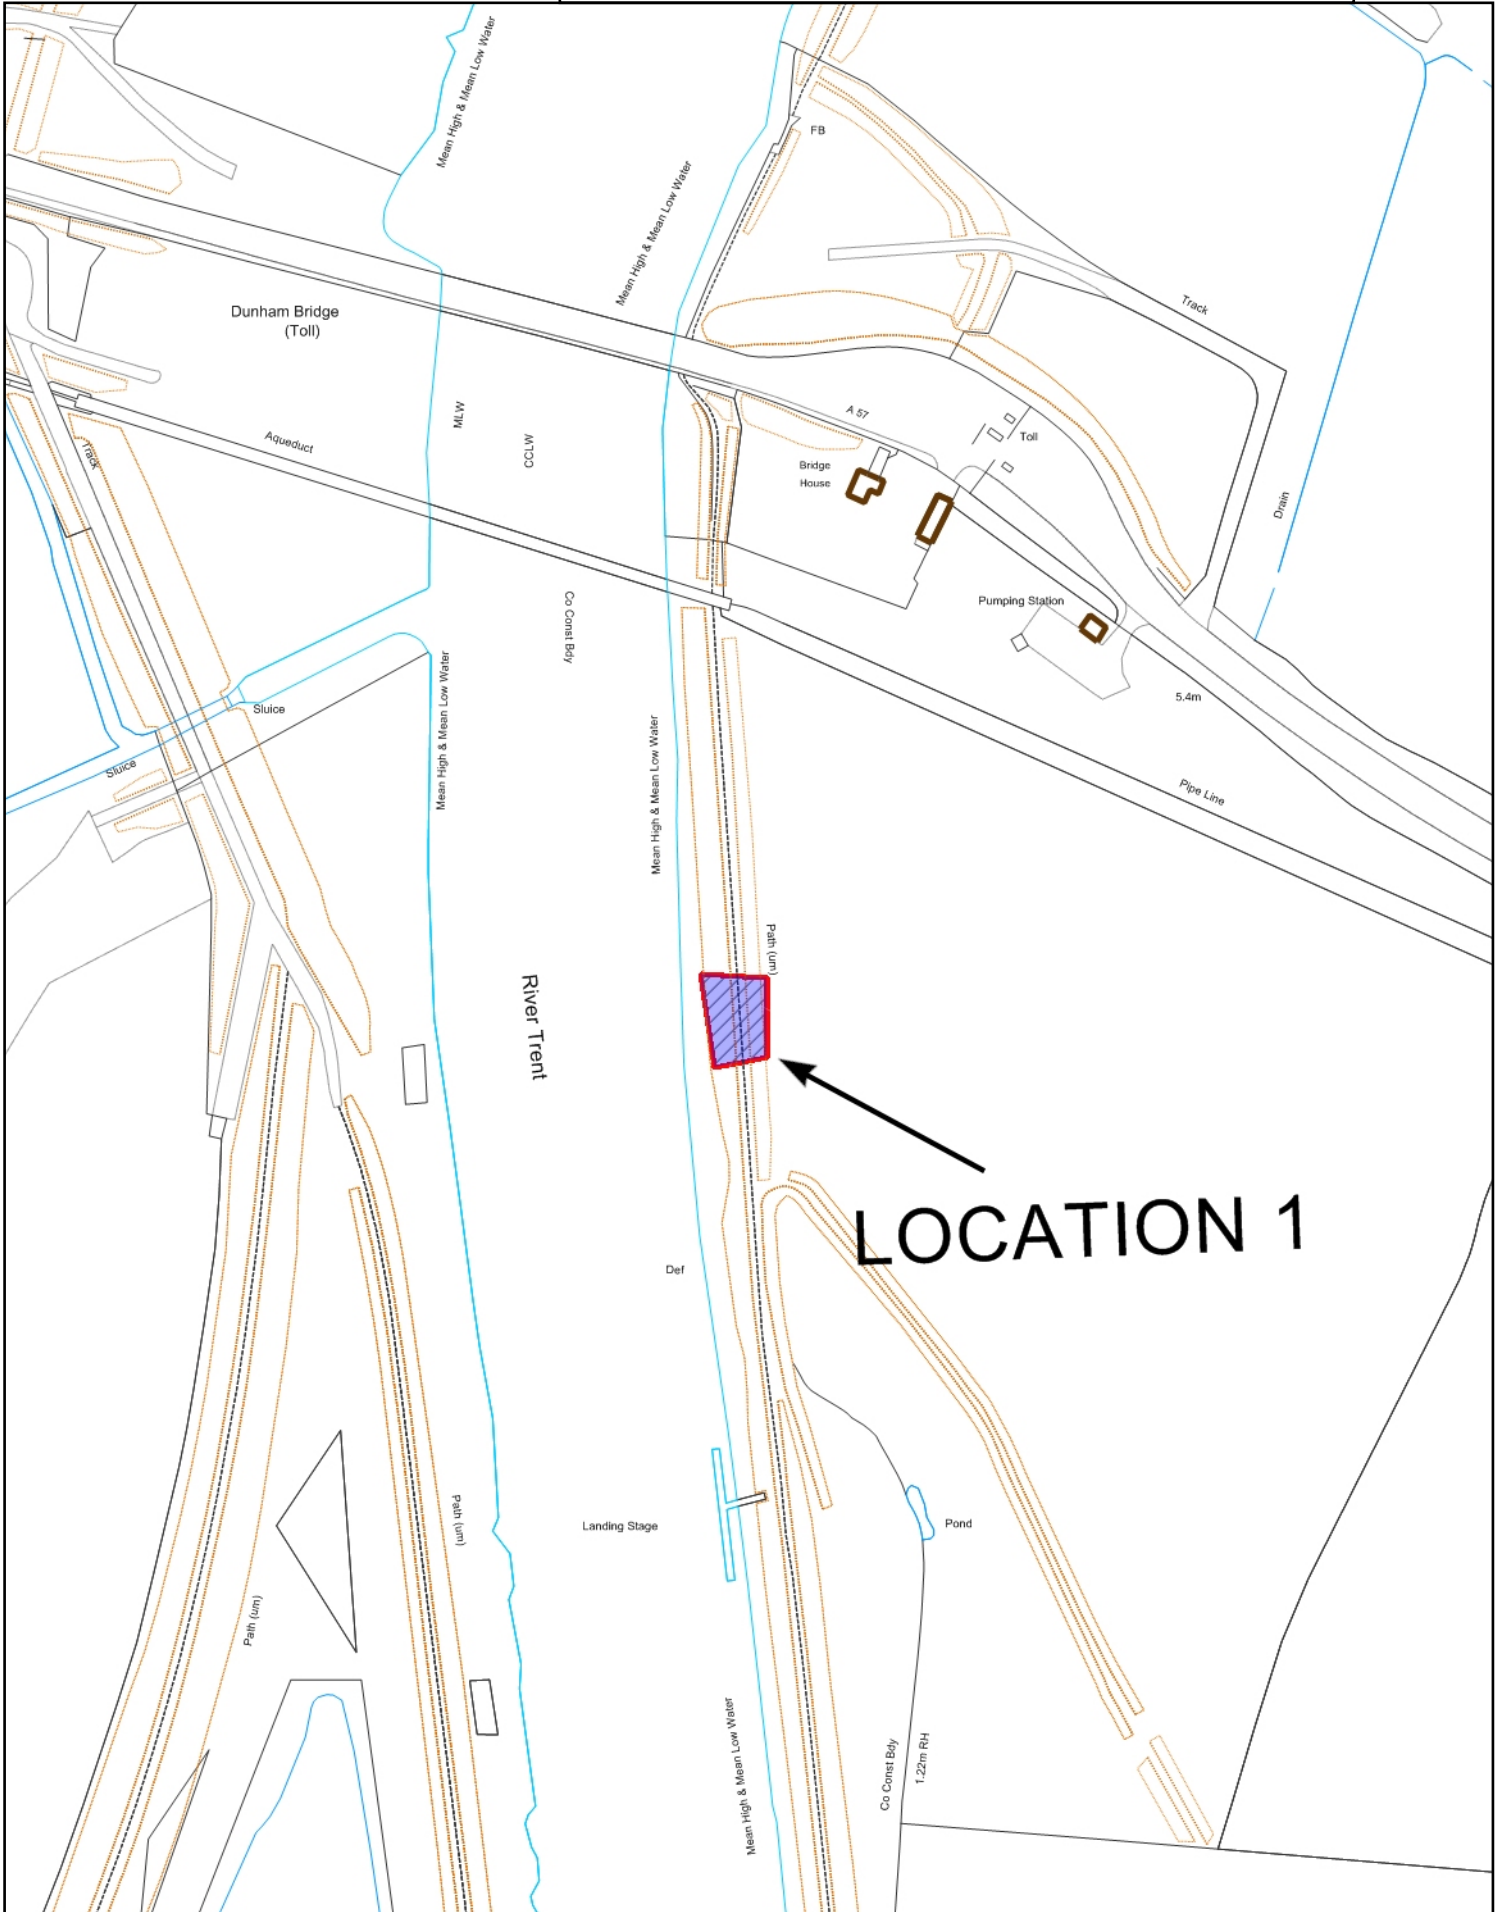 Mean High & Mean Low Water
FB
Mean High & Mean Low Water
Track
Dunham Bridge
(Toll)
A 57
MLW
CCLW
Toll
Aqueduct
Track
Bridge
House
Drain
Pumping Station
Co Const Bdy
5.4m
Sluice
Mean High & Mean Low Water
Sluice
Mean High & Mean Low Water
Pipe Line
Path (um)
River Trent
LOCATION 1
Def
Path (um)
Landing Stage
Pond
Path (um)
Mean High & Mean Low Water
Co Const Bdy
1.22m RH